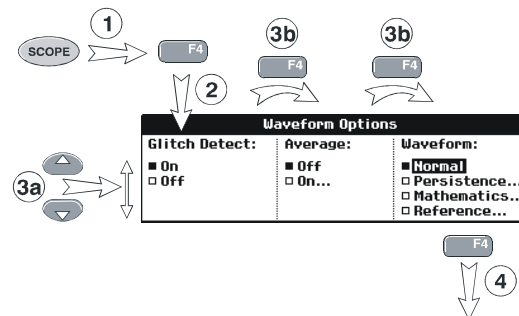 1
3b
3b
SCOPE
F4
F4
F4
2
Waveform Options
Glitch Detect:
■ On
□ Off
Average:
■ Off
□ On...
Waveform:
■ Normal
□ Persistence...
□ Mathematics..
□ Reference...
3a
F4
4